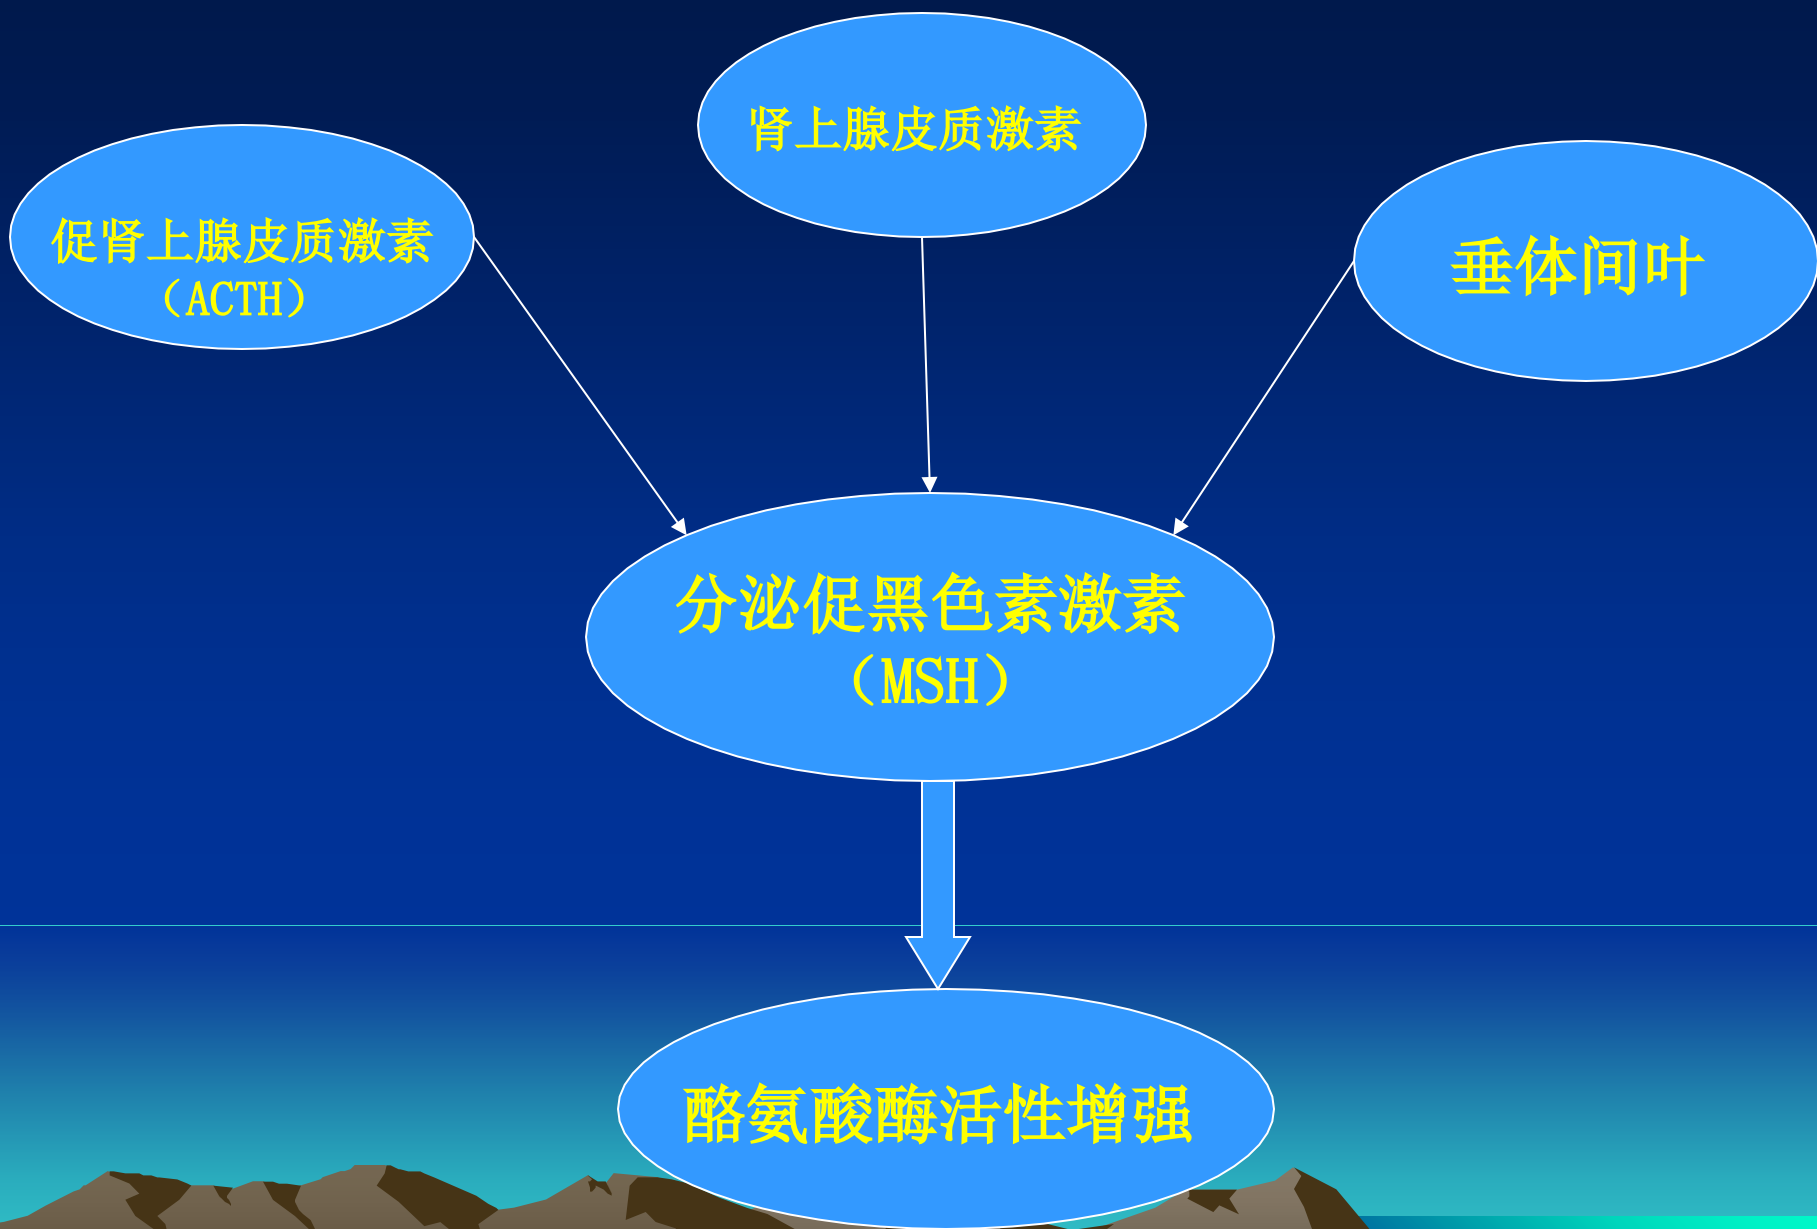 肾上腺皮质激素
促肾上腺皮质激素
（ACTH）
垂体间叶
分泌促黑色素激素
（MSH）
酪氨酸酶活性增强